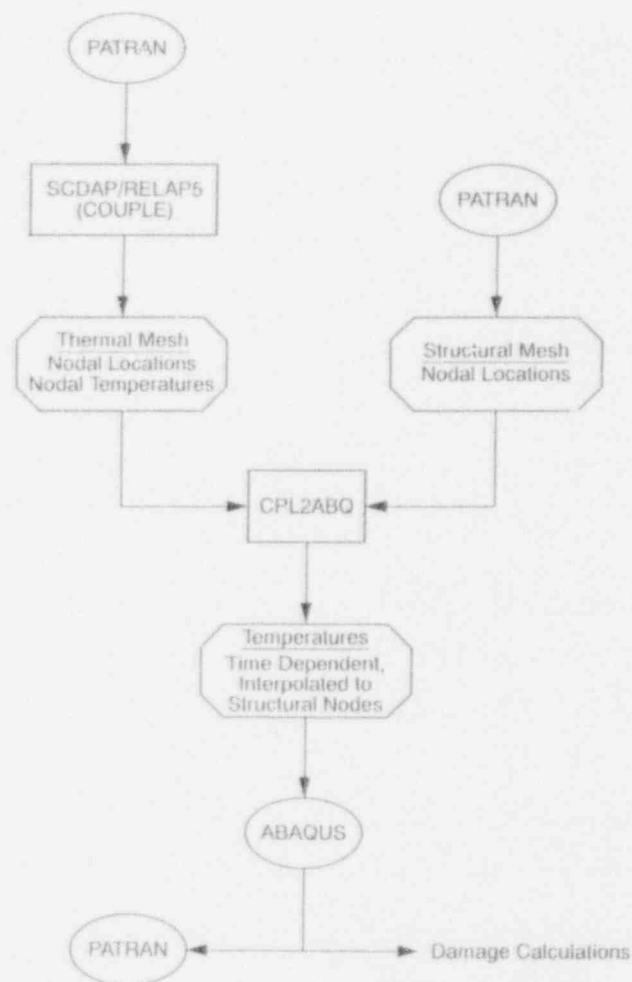 PATRAN
SCDAP/RELAP5
(COUPLE)
PATRAN
Thermal Mesh
Nodal Locations
Nodal Temperatures
Structural Mesh
Nodal Locations
CPL2ABQ
Temperatures
Time Dependent,
Interpolated to
Structural Nodes
ABAQUS
PATRAN
Damage Calculations